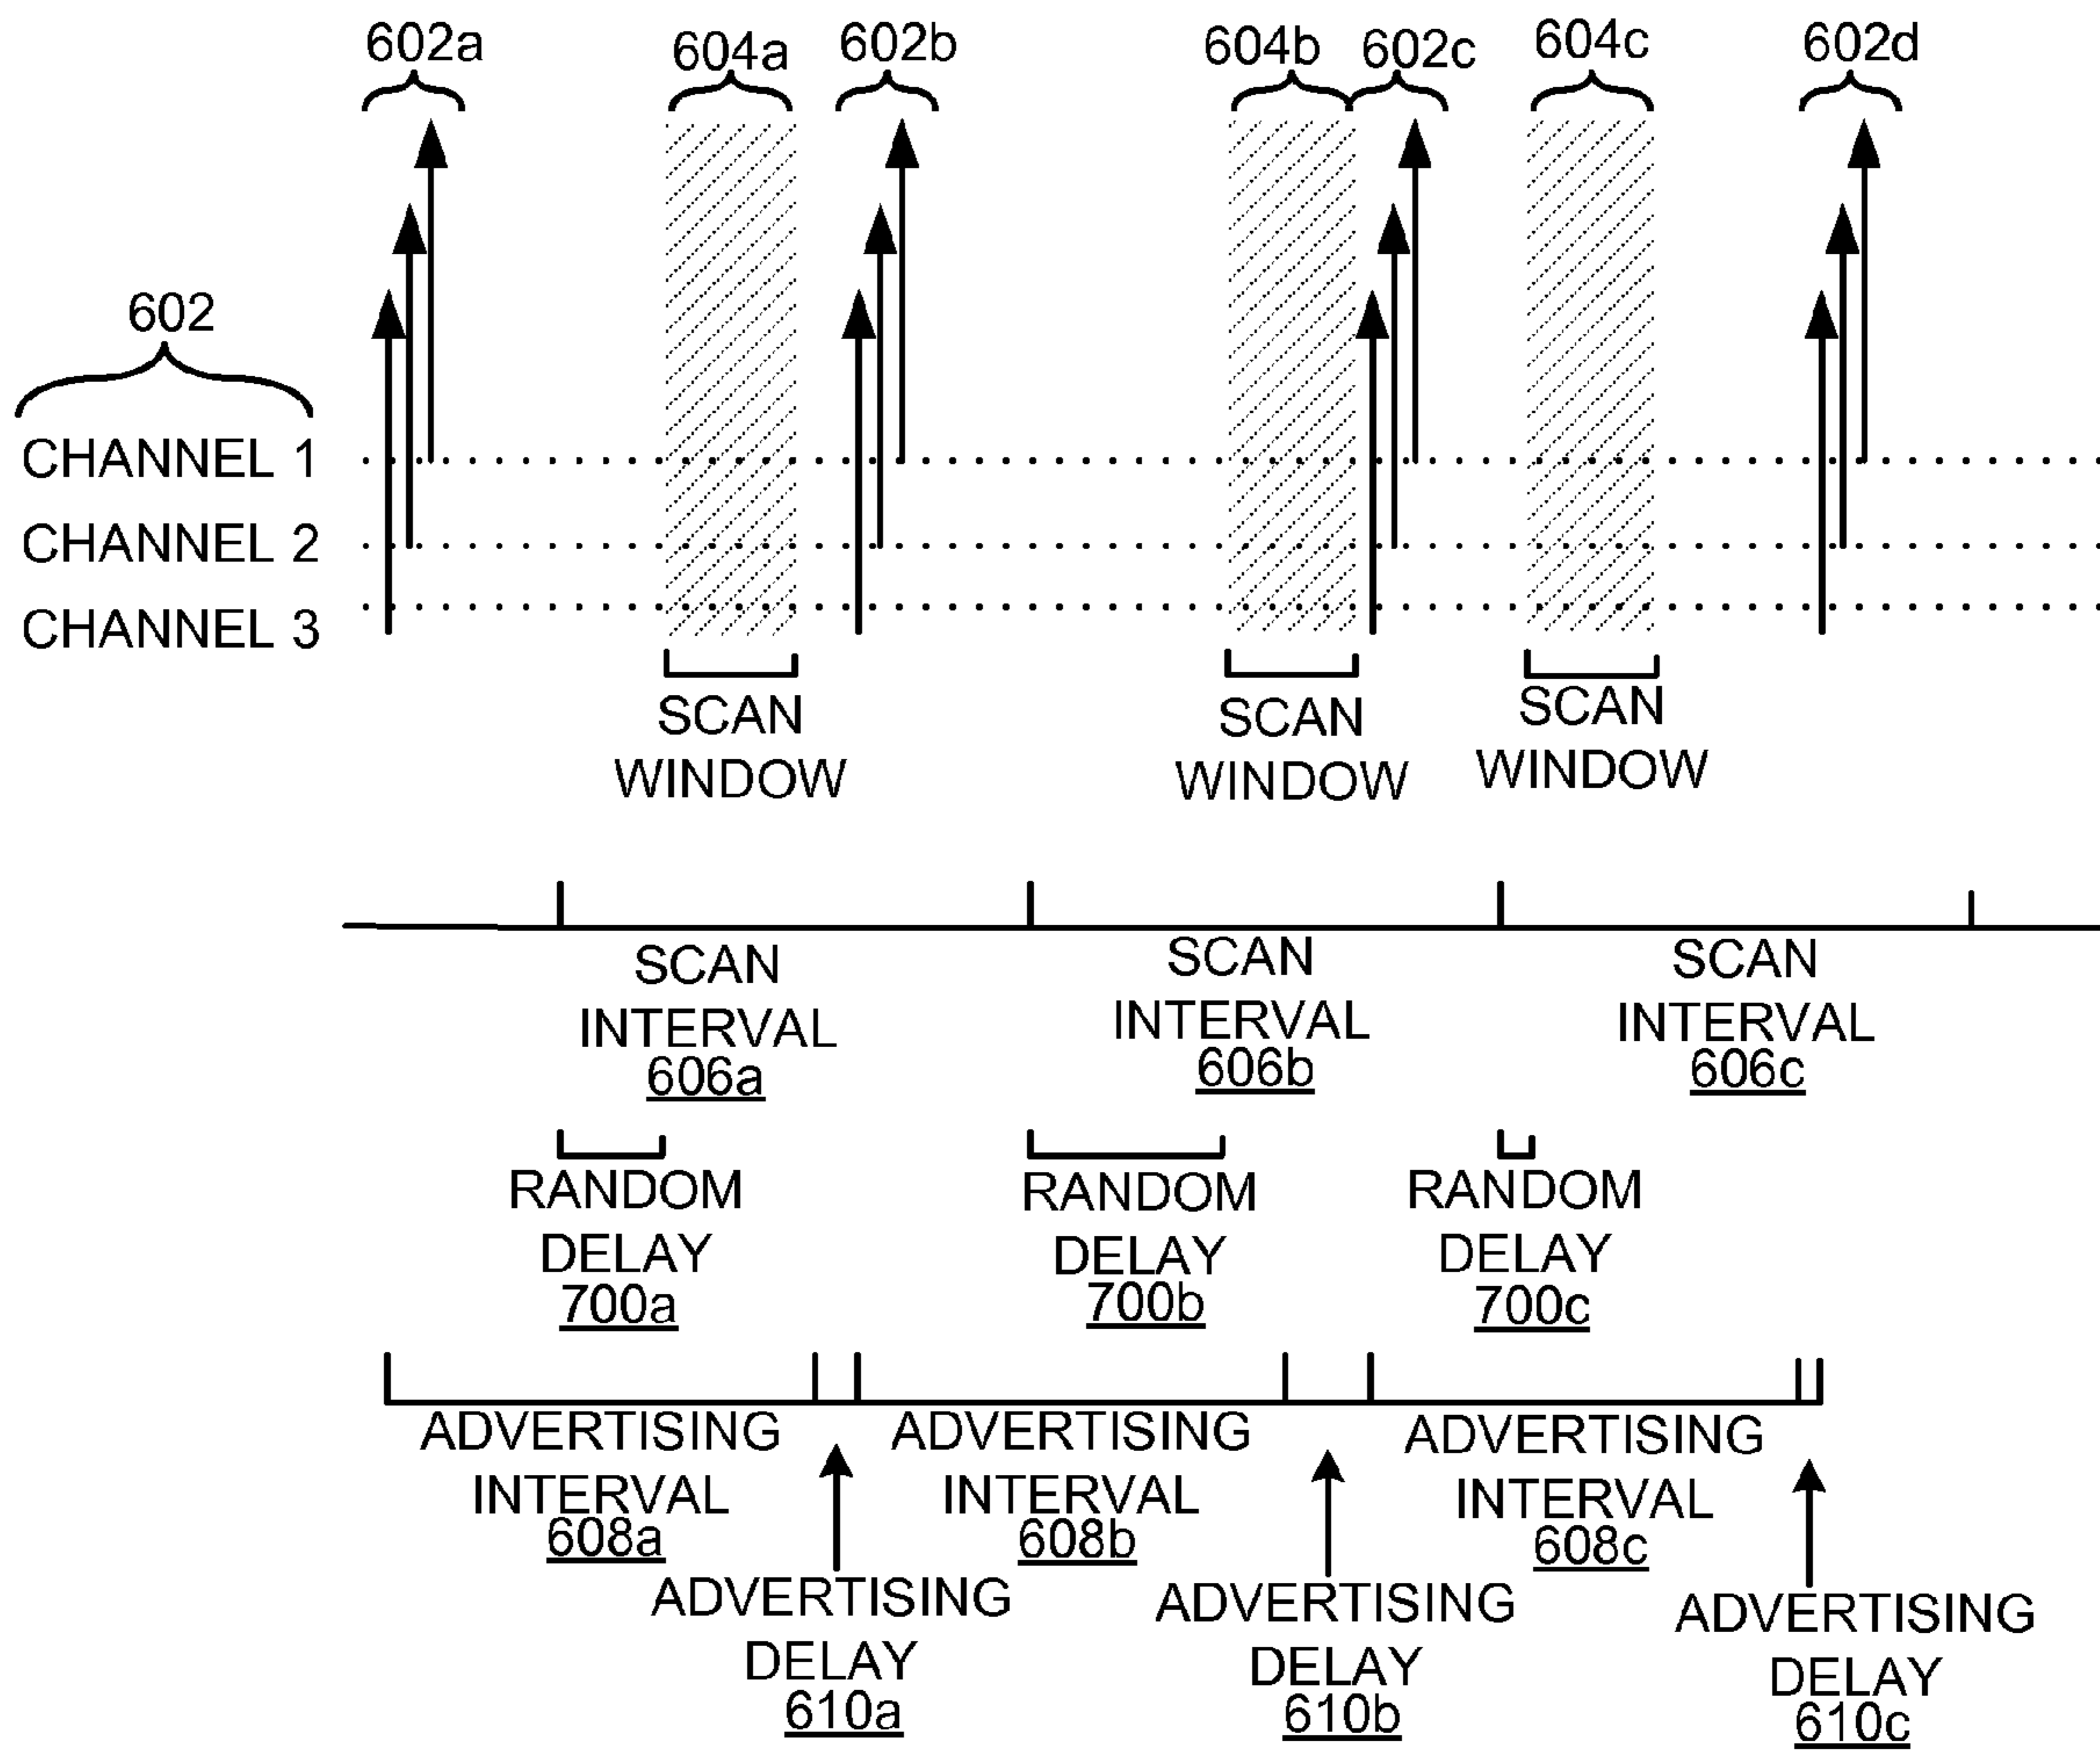 602a
604a
602b
604b
602c
604c
602d
602
CHANNEL 1
CHANNEL 2
CHANNEL 3
SCAN
WINDOW
SCAN
WINDOW
SCAN
WINDOW
SCAN
INTERVAL
606a
SCAN
INTERVAL
606b
SCAN
INTERVAL
606c
RANDOM
DELAY
700a
RANDOM
DELAY
700b
RANDOM
DELAY
700c
ADVERTISING
INTERVAL
608a
ADVERTISING
INTERVAL
608b
ADVERTISING
INTERVAL
608c
ADVERTISING
DELAY
610a
ADVERTISING
DELAY
610b
ADVERTISING
DELAY
610c